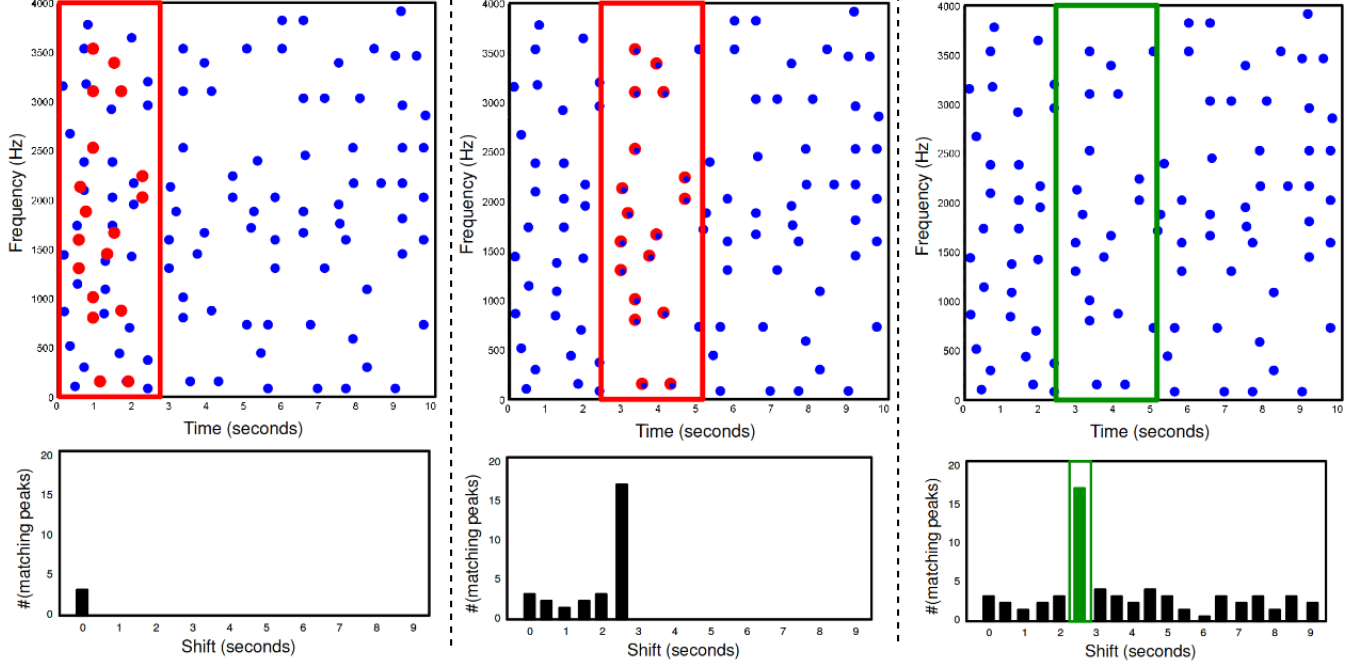 4000
3500
3000
2500
2000
1500
1000
500
0
Frequency (Hz)
0 1 2 3 4 5 6 7 8 9 10
Time (seconds)
20
15
10
5
0
#(matching peaks)
0 1 2 3 4 5 6 7 8 9
Shift (seconds)
4000
3500
3000
2500
2000
1500
1000
500
0
Frequency (Hz)
0 1 2 3 4 5 6 7 8 9 10
Time (seconds)
20
15
10
5
0
#(matching peaks)
0 1 2 3 4 5 6 7 8 9
Shift (seconds)
4000
3500
3000
2500
2000
1500
1000
500
0
Frequency (Hz)
0 1 2 3 4 5 6 7 8 9 10
Time (seconds)
20
15
10
5
0
#(matching peaks)
0 1 2 3 4 5 6 7 8 9
Shift (seconds)